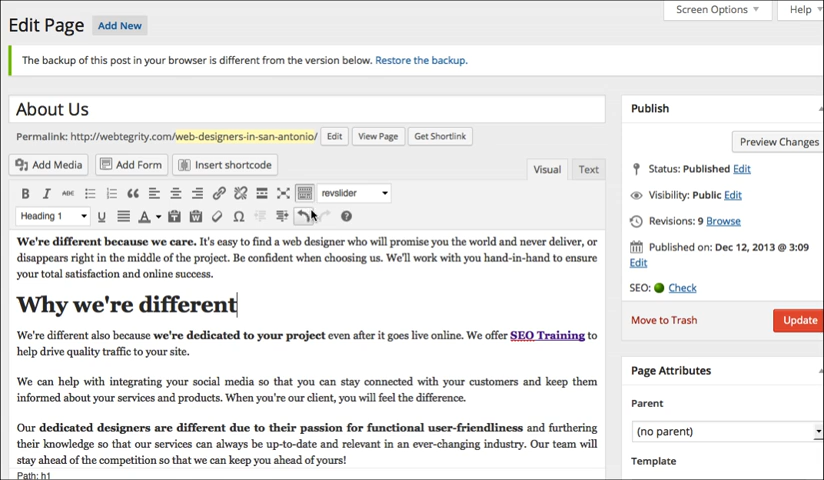 Screen Options Help
Edit Page Add New
The backup of this post in your browser is different from the version below. Restore the backup.
About Us
Permalink: http://webtegrity.com/web-designers-in-san-antonio/ Edit View Page Get Shortlink
Add Media Add Form Insert shortcode Visual Text
B I ABC revslider
Heading 1 U A Ω
We're different because we care. It's easy to find a web designer who will promise you the world and never deliver, or
disappears right in the middle of the project. Be confident when choosing us. We'll work with you hand-in-hand to ensure
your total satisfaction and online success.
Why we're different
We're different also because we're dedicated to your project even after it goes live online. We offer SEO Training to
help drive quality traffic to your site.
We can help with integrating your social media so that you can stay connected with your customers and keep them
informed about your services and products. When you're our client, you will feel the difference.
Our dedicated designers are different due to their passion for functional user-friendliness and furthering
their knowledge so that our services can always be up-to-date and relevant in an ever-changing industry. Our team will
stay ahead of the competition so that we can keep you ahead of yours!
Path: h1
Publish
Preview Changes
Status: Published Edit
Visibility: Public Edit
Revisions: 9 Browse
Published on: Dec 12, 2013 @ 3:09
Edit
SEO: Check
Move to Trash Update
Page Attributes
Parent
(no parent)
Template